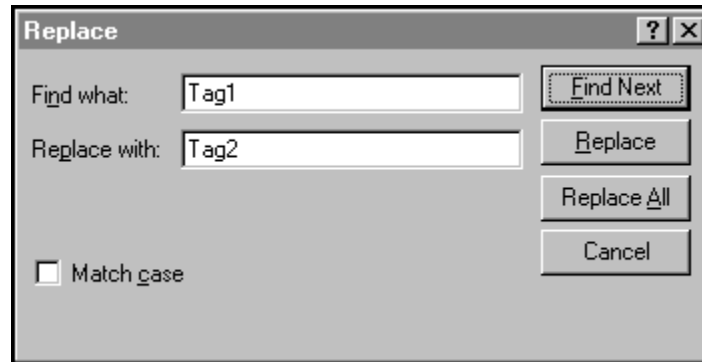 Replace
Find what: Tag1
Find Next
Replace with: Tag2
Replace
Replace All
Cancel
Match case